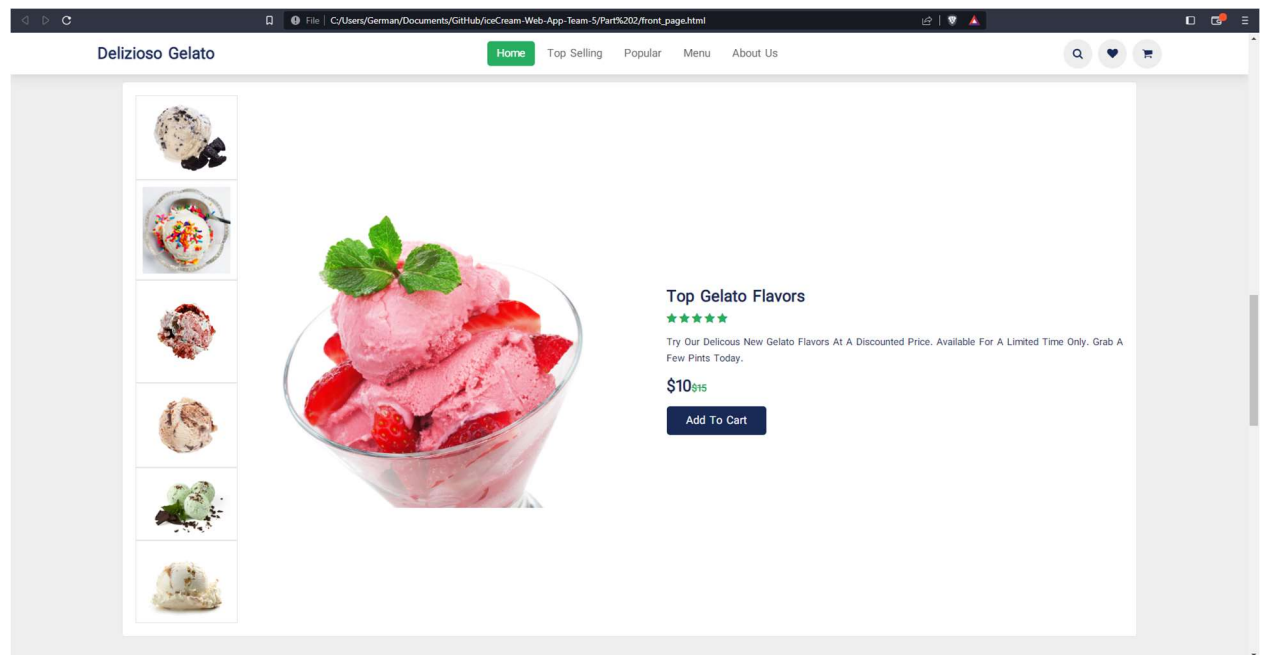 File | C:/Users/German/Documents/GitHub/iceCream-Web-App-Team-5/Part%202/front_page.html
Delizioso Gelato
Home Top Selling Popular Menu About Us
Top Gelato Flavors
Try Our Delicous New Gelato Flavors At A Discounted Price. Available For A Limited Time Only. Grab A
Few Pints Today.
$10 $15
Add To Cart